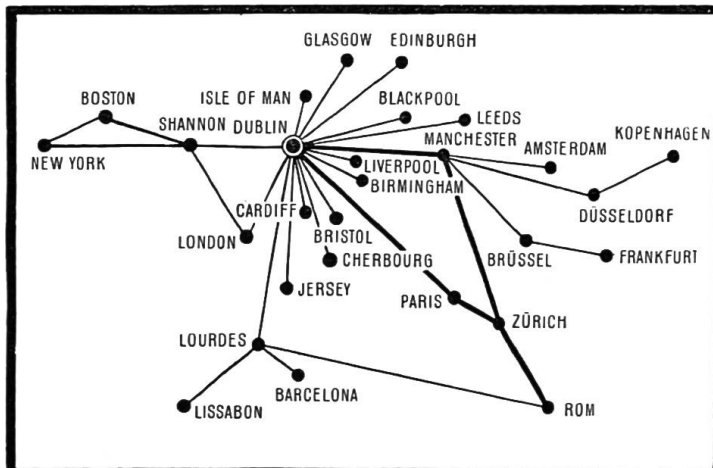 GLASGOW
EDINBURGH
BOSTON
ISLE OF MAN
BLACKPOOL
SHANNON
DUBLIN
LEEDS
KOPENHAGEN
MANCHESTER
AMSTERDAM
NEW YORK
LIVERPOOL
BIRMINGHAM
CARDIFF
DÜSSELDORF
LONDON
BRISTOL
CHERBOURG
BRÜSSEL
FRANKFURT
JERSEY
PARIS
ZÜRICH
LOURDES
BARCELONA
LISSABON
ROM